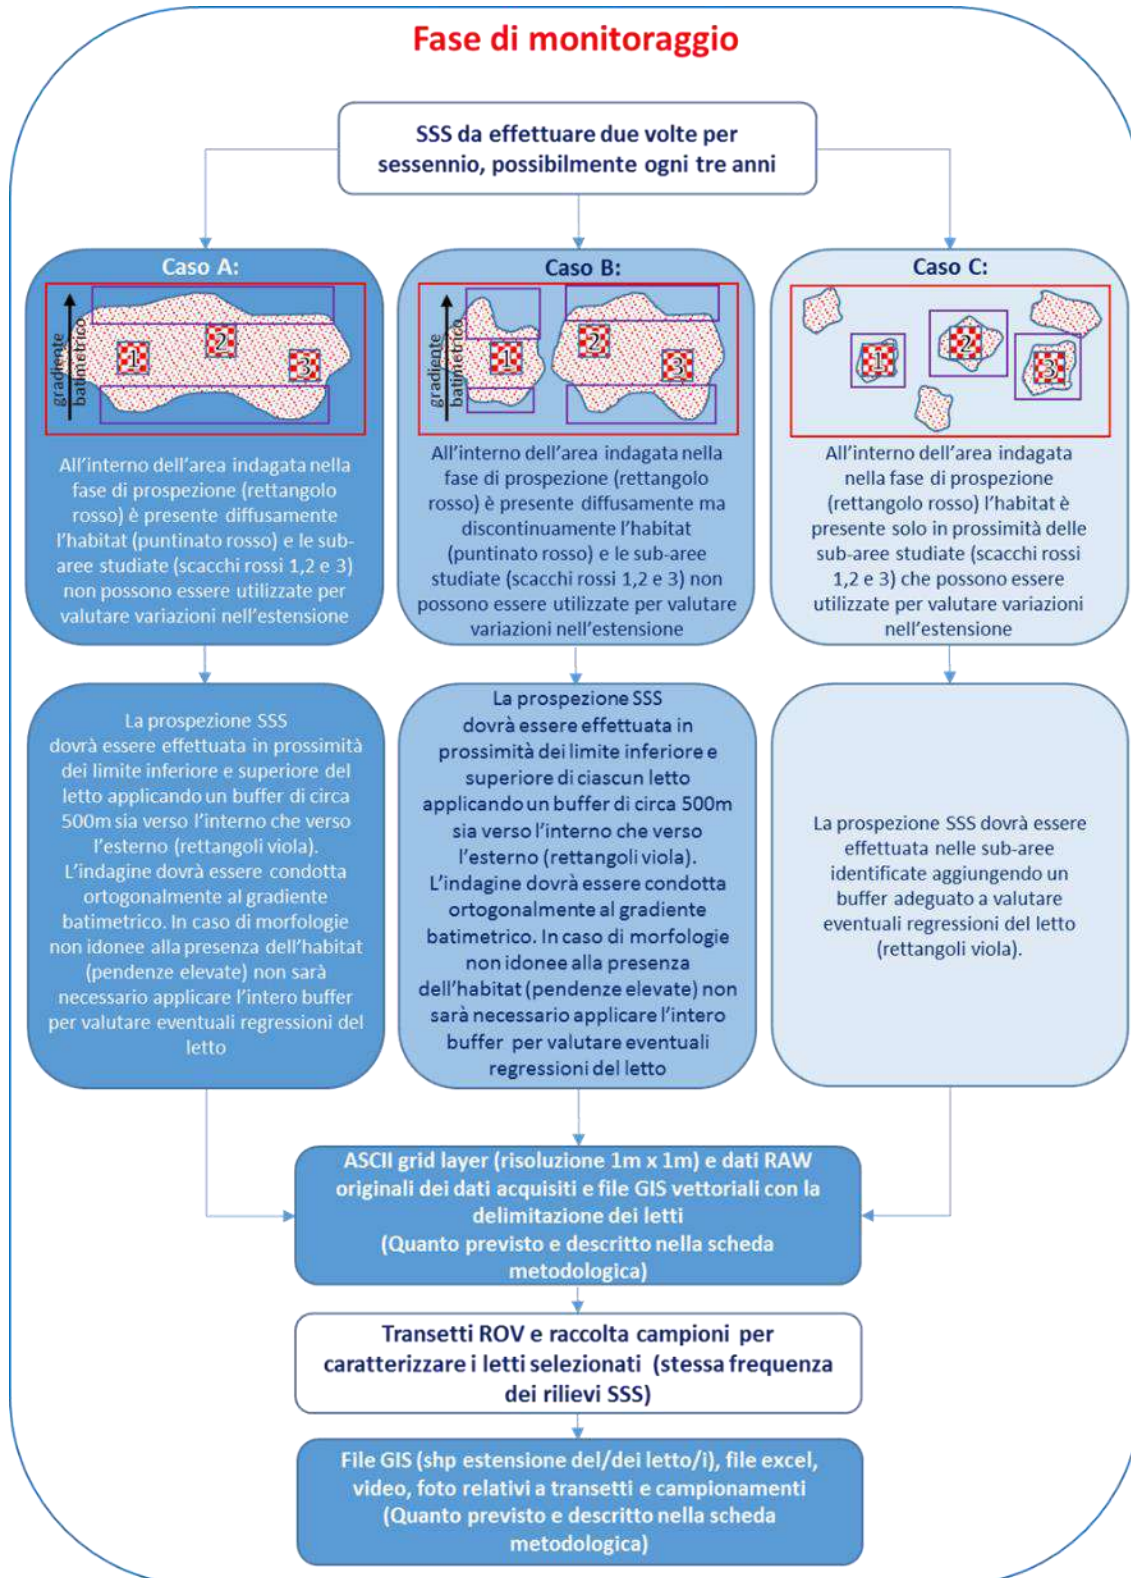 Fase di monitoraggio
SSS da effettuare due volte per
sessennio, possibilmente ogni tre anni
Caso A:
gradiente
batimetrico
1
2
3
All'interno dell'area indagata nella
fase di prospezione (rettangolo
rosso) è presente diffusamente
l'habitat (puntinato rosso) e le sub-
aree studiate (scacchi rossi 1,2 e 3)
non possono essere utilizzate per
valutare variazioni nell'estensione
Caso B:
gradiente
batimetrico
1
2
3
All'interno dell'area indagata nella
fase di prospezione (rettangolo
rosso) è presente diffusamente ma
discontinuamente l'habitat
(puntinato rosso) e le sub-aree
studiate (scacchi rossi 1,2 e 3) non
possono essere utilizzate per valutare
variazioni nell'estensione
Caso C:
1
2
3
All'interno dell'area indagata
nella fase di prospezione
(rettangolo rosso) l'habitat è
presente solo in prossimità delle
sub-aree studiate (scacchi rossi
1,2 e 3) che possono essere
utilizzate per valutare variazioni
nell'estensione
La prospezione SSS
dovrà essere effettuata in prossimità
dei limite inferiore e superiore del
letto applicando un buffer di circa
500m sia verso l'interno che verso
l'esterno (rettangoli viola).
L'indagine dovrà essere condotta
ortogonalmente al gradiente
batimetrico. In caso di morfologie
non idonee alla presenza dell'habitat
(pendenze elevate) non sarà
necessario applicare l'intero buffer
per valutare eventuali regressioni del
letto
La prospezione SSS
dovrà essere effettuata in
prossimità dei limite inferiore e
superiore di ciascun letto
applicando un buffer di circa 500m
sia verso l'interno che verso
l'esterno (rettangoli viola).
L'indagine dovrà essere condotta
ortogonalmente al gradiente
batimetrico. In caso di morfologie
non idonee alla presenza
dell'habitat (pendenze elevate) non
sarà necessario applicare l'intero
buffer per valutare eventuali
regressioni del letto
La prospezione SSS dovrà essere
effettuata nelle sub-aree
identificate aggiungendo un
buffer adeguato a valutare
eventuali regressioni del letto
(rettangoli viola).
ASCII grid layer (risoluzione 1m x 1m) e dati RAW
originali dei dati acquisiti e file GIS vettoriali con la
delimitazione dei letti
(Quanto previsto e descritto nella scheda
metodologica)
Transetti ROV e raccolta campioni per
caratterizzare i letti selezionati (stessa frequenza
dei rilievi SSS)
File GIS (shp estensione del/dei letto/i), file excel,
video, foto relativi a transetti e campionamenti
(Quanto previsto e descritto nella scheda
metodologica)